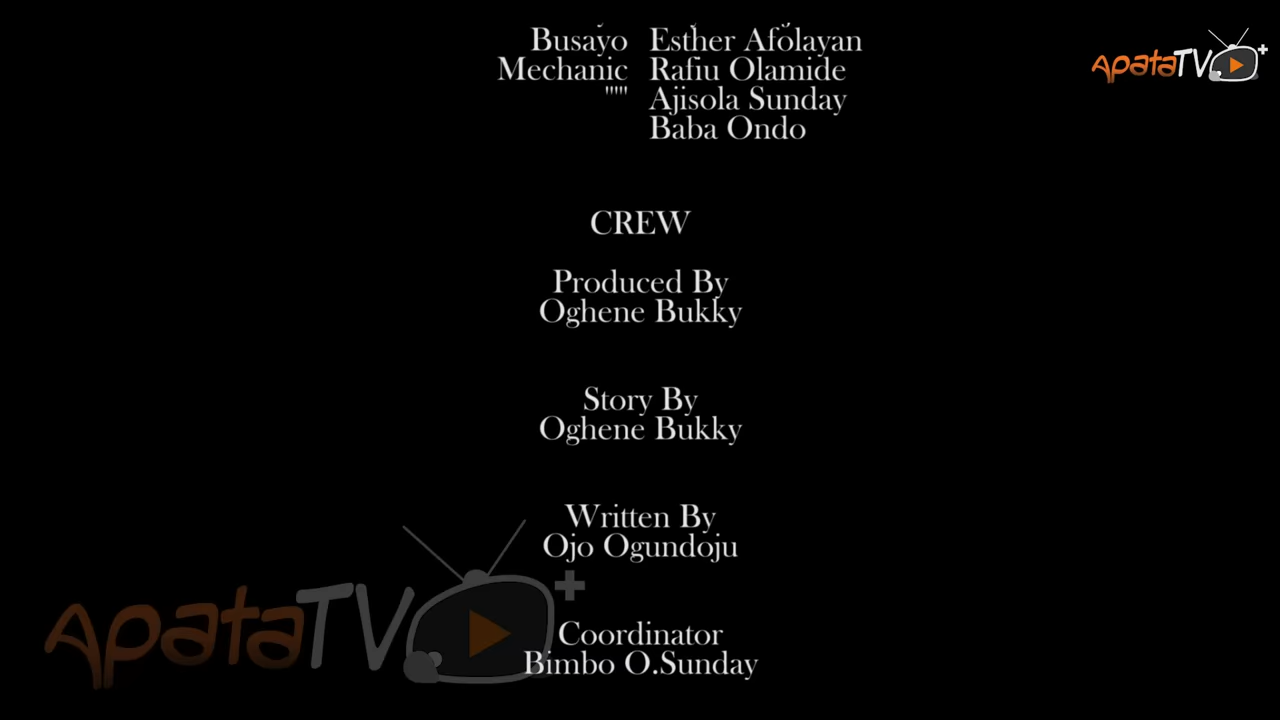 Busayo Esther Afolayan
Mechanic Rafiu Olamide
""" Ajisola Sunday
Baba Ondo
ApataTV+
CREW
Produced By
Oghene Bukky
Story By
Oghene Bukky
Written By
Ojo Ogundoju
Coordinator
Bimbo O.Sunday
ApataTV+